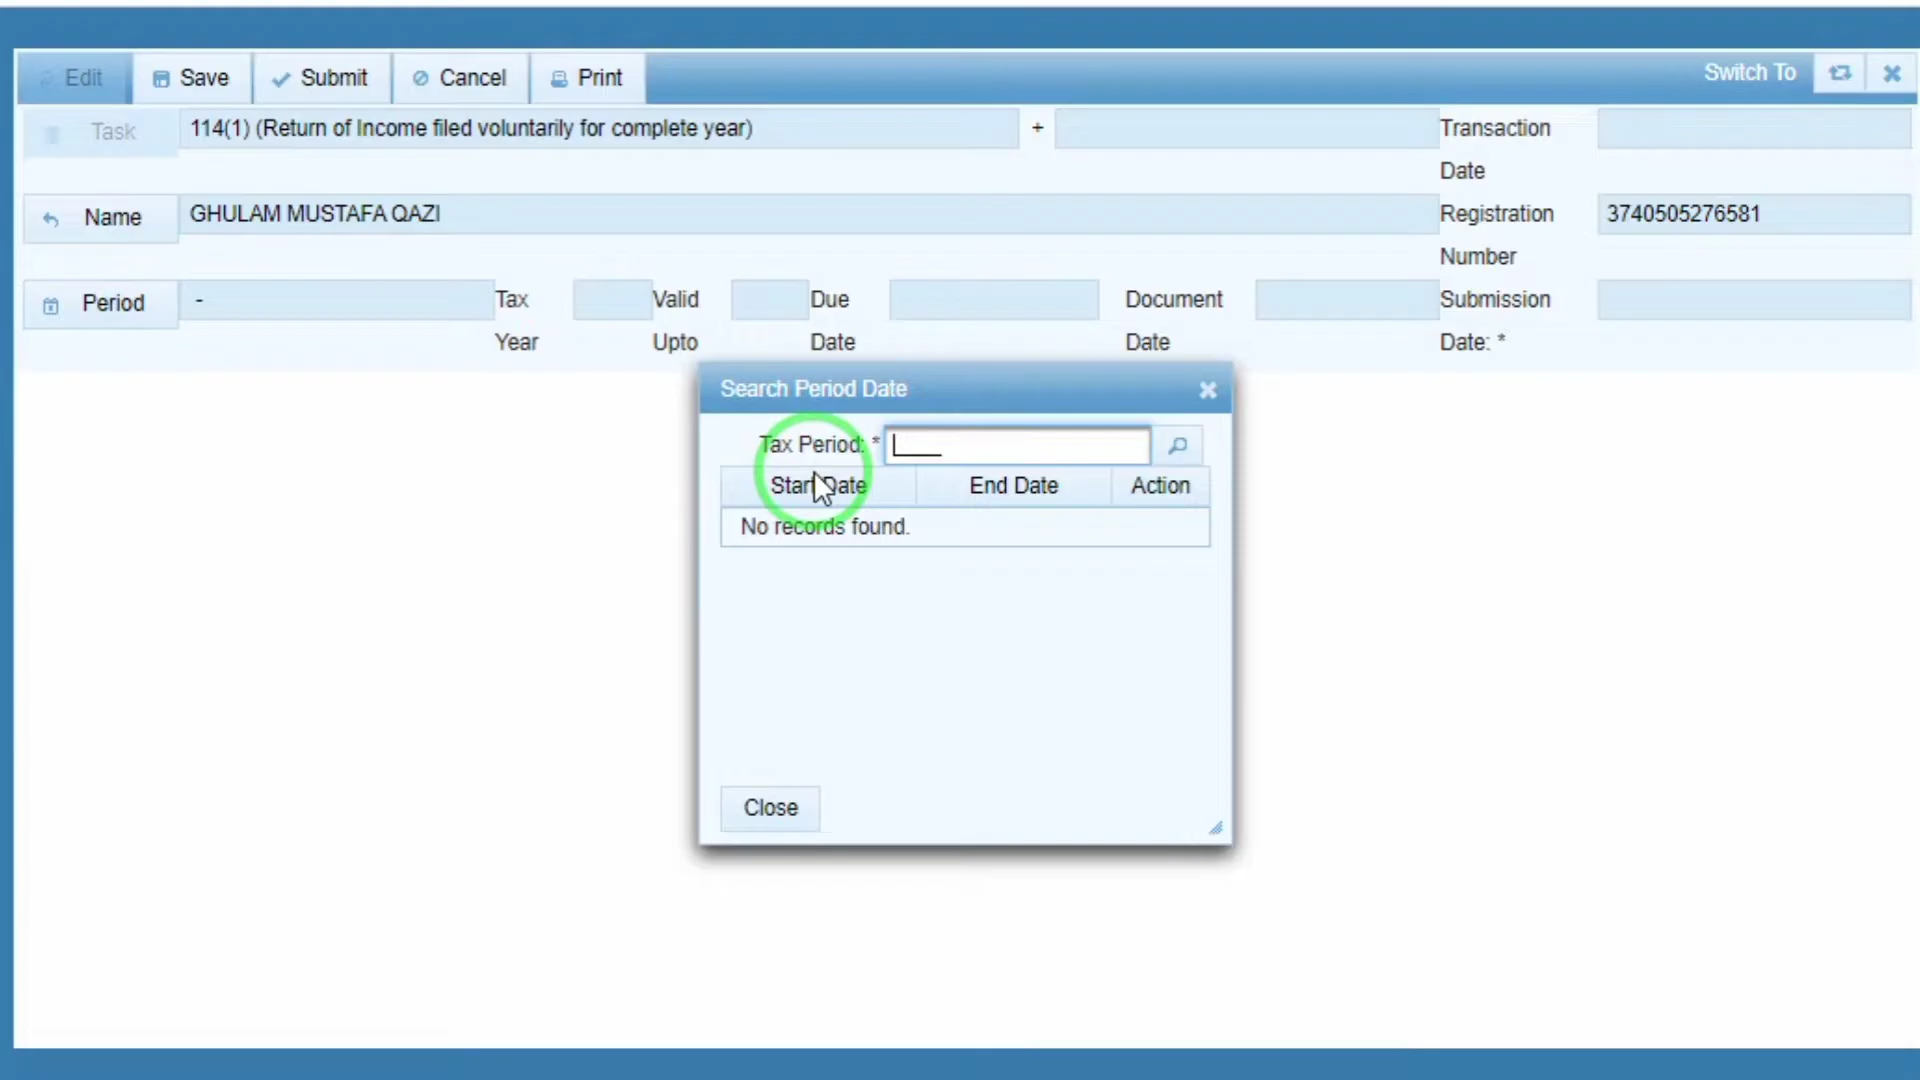 Edit Save Submit Cancel Print Switch To
Task 114(1) (Return of Income filed voluntarily for complete year) + Transaction
Date
Name GHULAM MUSTAFA QAZI Registration 3740505276581
Number
Period - Tax Valid Due Document Submission
Year Upto Date Date Date: *
Search Period Date
Tax Period: *
Start Date End Date Action
No records found.
Close